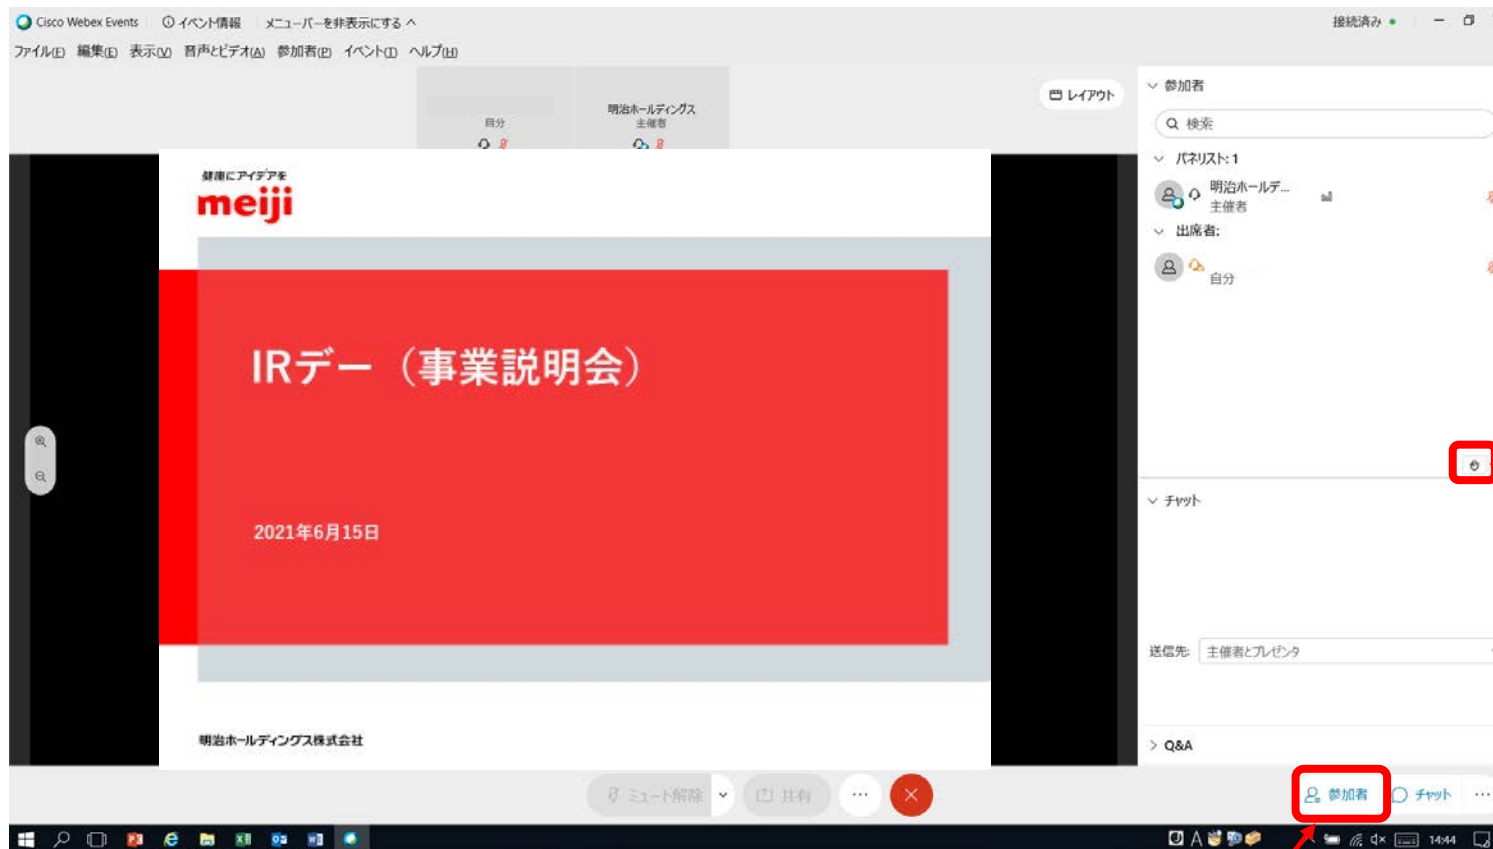 Cisco Webex Events イベント情報 メニューバーを非表示にする 接続済み
ファイル(F) 編集(E) 表示(V) 音声とビデオ(A) 参加者(P) イベント(T) ヘルプ(H)
自分
明治ホールディングス
主催者
レイアウト
健康にアイデアを
meiji
IRデー（事業説明会）
2021年6月15日
明治ホールディングス株式会社
参加者
検索
パネリスト: 1
明治ホールデ...
主催者
出席者:
自分
チャット
送信先: 主催者とプレゼンタ
Q&A
ミュート解除 共有 ... 参加者 チャット ...
A 14:44